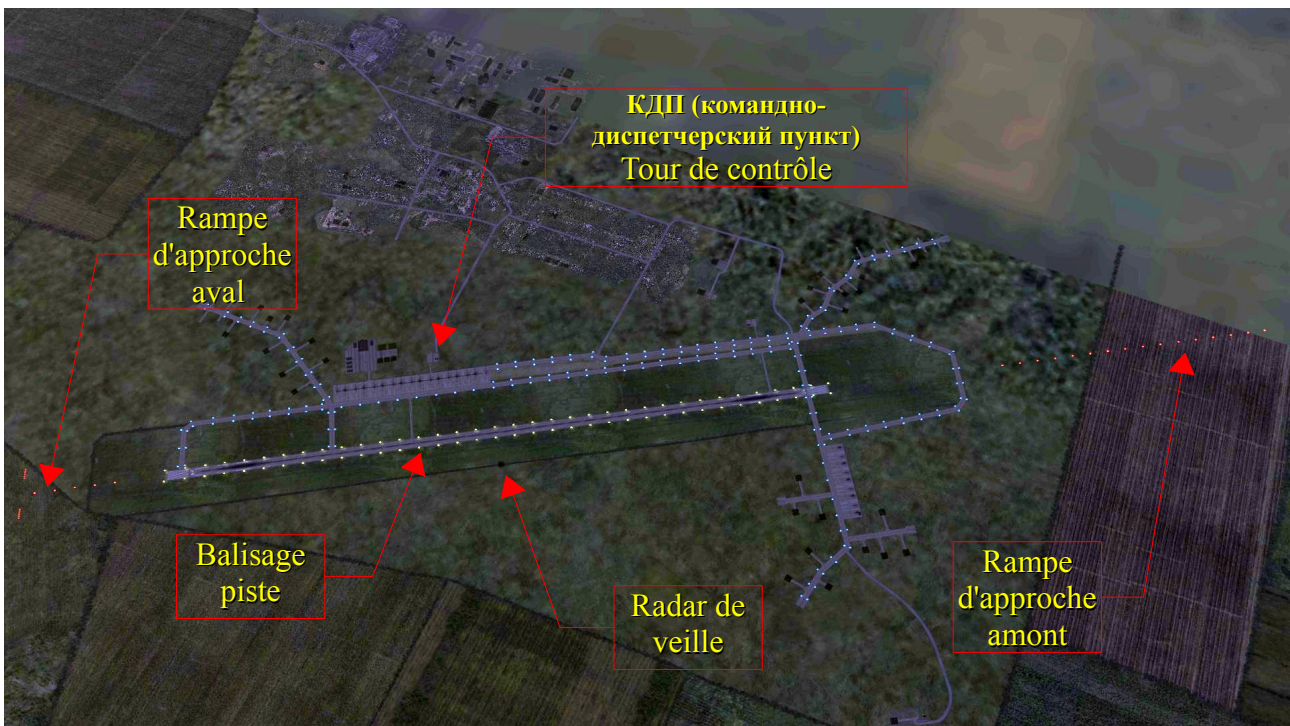 КДП (командно-
диспетчерский пункт)
Tour de contrôle
Rampe
d'approche
aval
Balisage
piste
Radar de
veille
Rampe
d'approche
amont